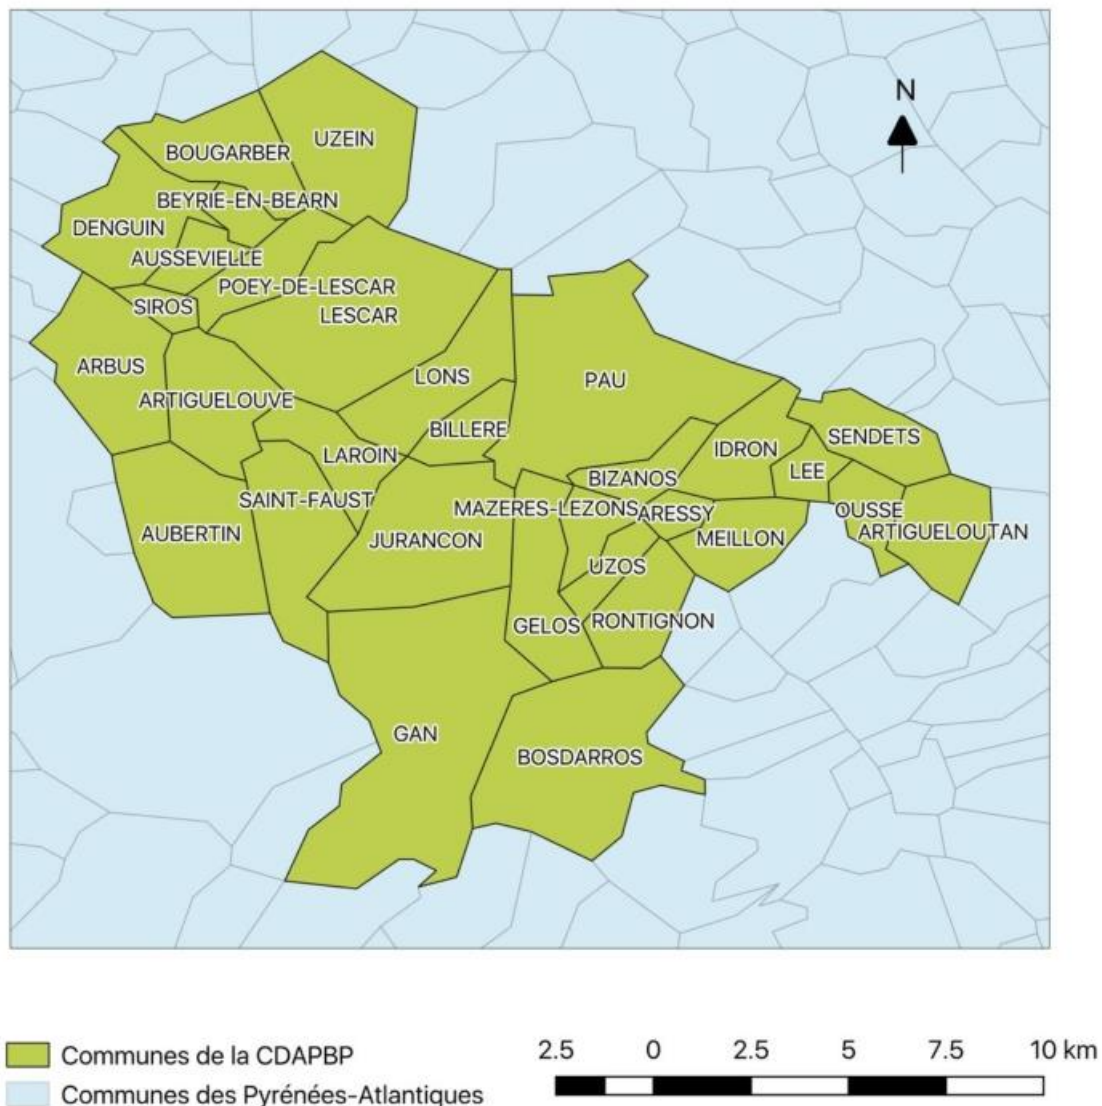 N
UZEIN
BOUGARBER
BEYRIE-EN-BEARN
DENGUIN
AUSSEVIELLE
POEY-DE-LESCAR
SIROS
LESCAR
ARBUS
LONS
PAU
ARTIGUELOUVE
BILLERE
SENDETS
IDRON
LAROIN
LEE
BIZANOS
SAINT-FAUST
MAZERES-LEZONS
ARESSY
OUSSE
AUBERTIN
JURANCON
MEILLON
ARTIGUELOUTAN
UZOS
GELOS
RONTIGNON
GAN
BOSDARROS
Communes de la CDAPBP
Communes des Pyrénées-Atlantiques
2.5 0 2.5 5 7.5 10 km